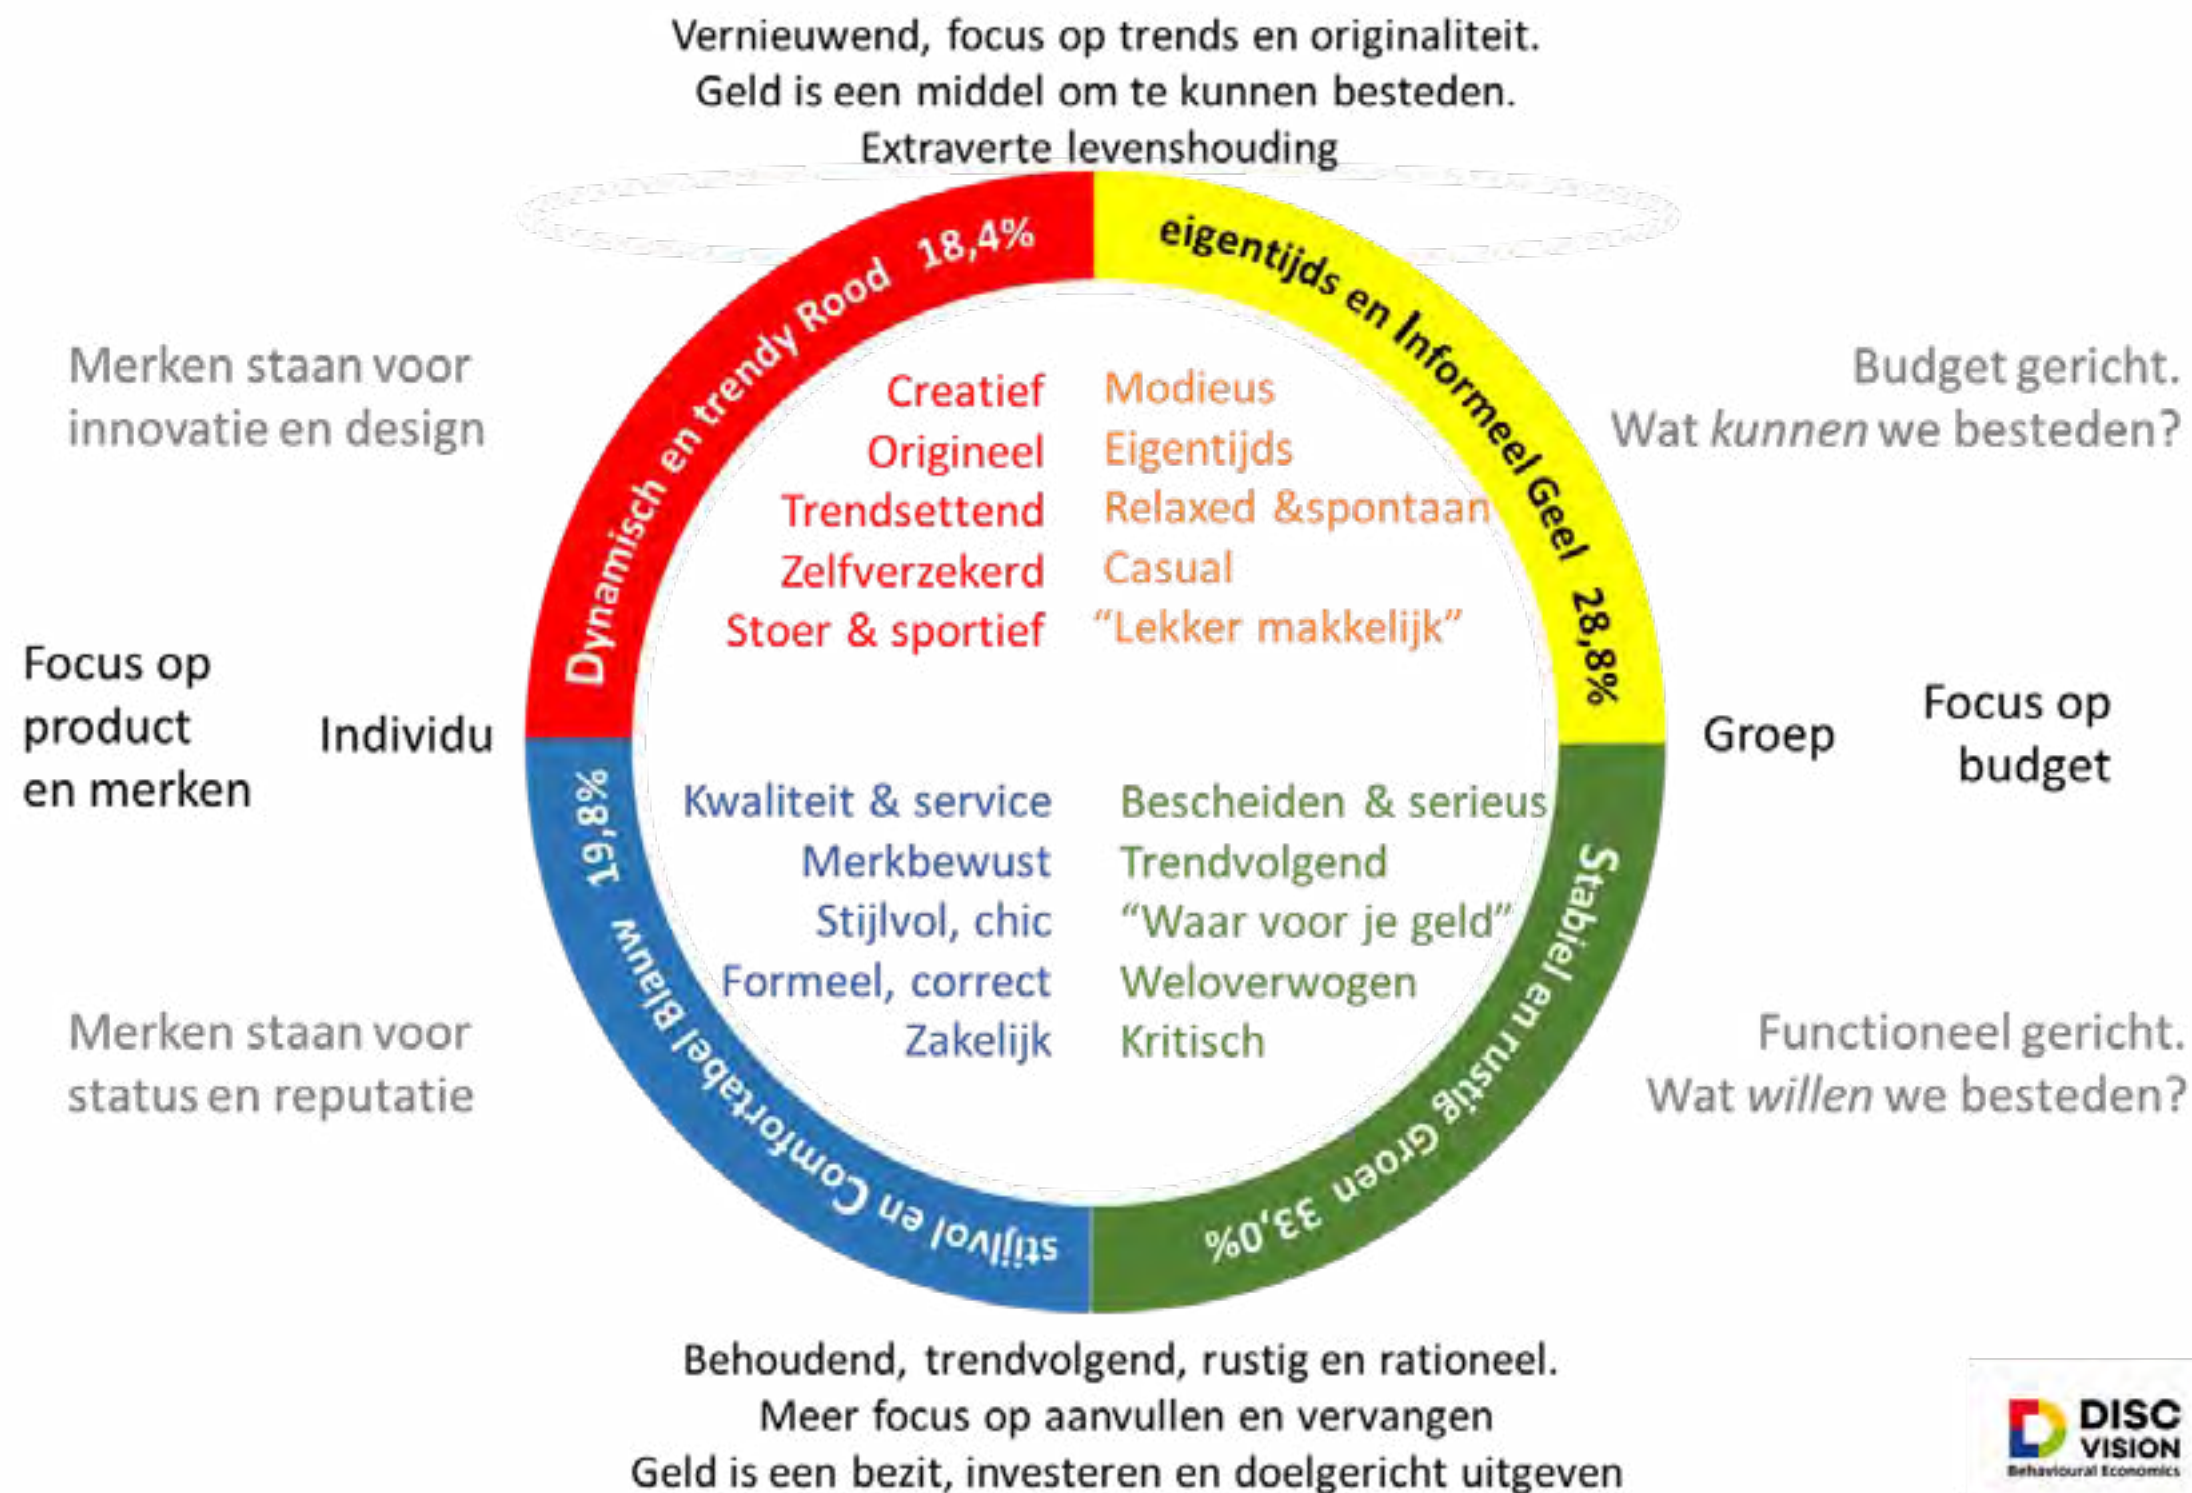 Vernieuwend, focus op trends en originaliteit.
Geld is een middel om te kunnen besteden.
Extraverte levenshouding
Dynamisch en trendy Rood 18,4%
eigentijds en Informeel Geel 28,8%
Merken staan voor
innovatie en design
Budget gericht.
Wat kunnen we besteden?
Creatief
Origineel
Trendsettend
Zelfverzekerd
Stoer & sportief
Modieus
Eigentijds
Relaxed &spontaan
Casual
“Lekker makkelijk”
Focus op
product
en merken
Individu
Groep
Focus op
budget
Kwaliteit & service
Merkbewust
Stijlvol, chic
Formeel, correct
Zakelijk
Bescheiden & serieus
Trendvolgend
“Waar voor je geld”
Weloverwogen
Kritisch
Merken staan voor
status en reputatie
Functioneel gericht.
Wat willen we besteden?
stijlvol en Comfortabel Blauw 19,8%
Stabiel en rustig Groen 33,0%
Behoudend, trendvolgend, rustig en rationeel.
Meer focus op aanvullen en vervangen
Geld is een bezit, investeren en doelgericht uitgeven
DISC
VISION
Behavioural Economics